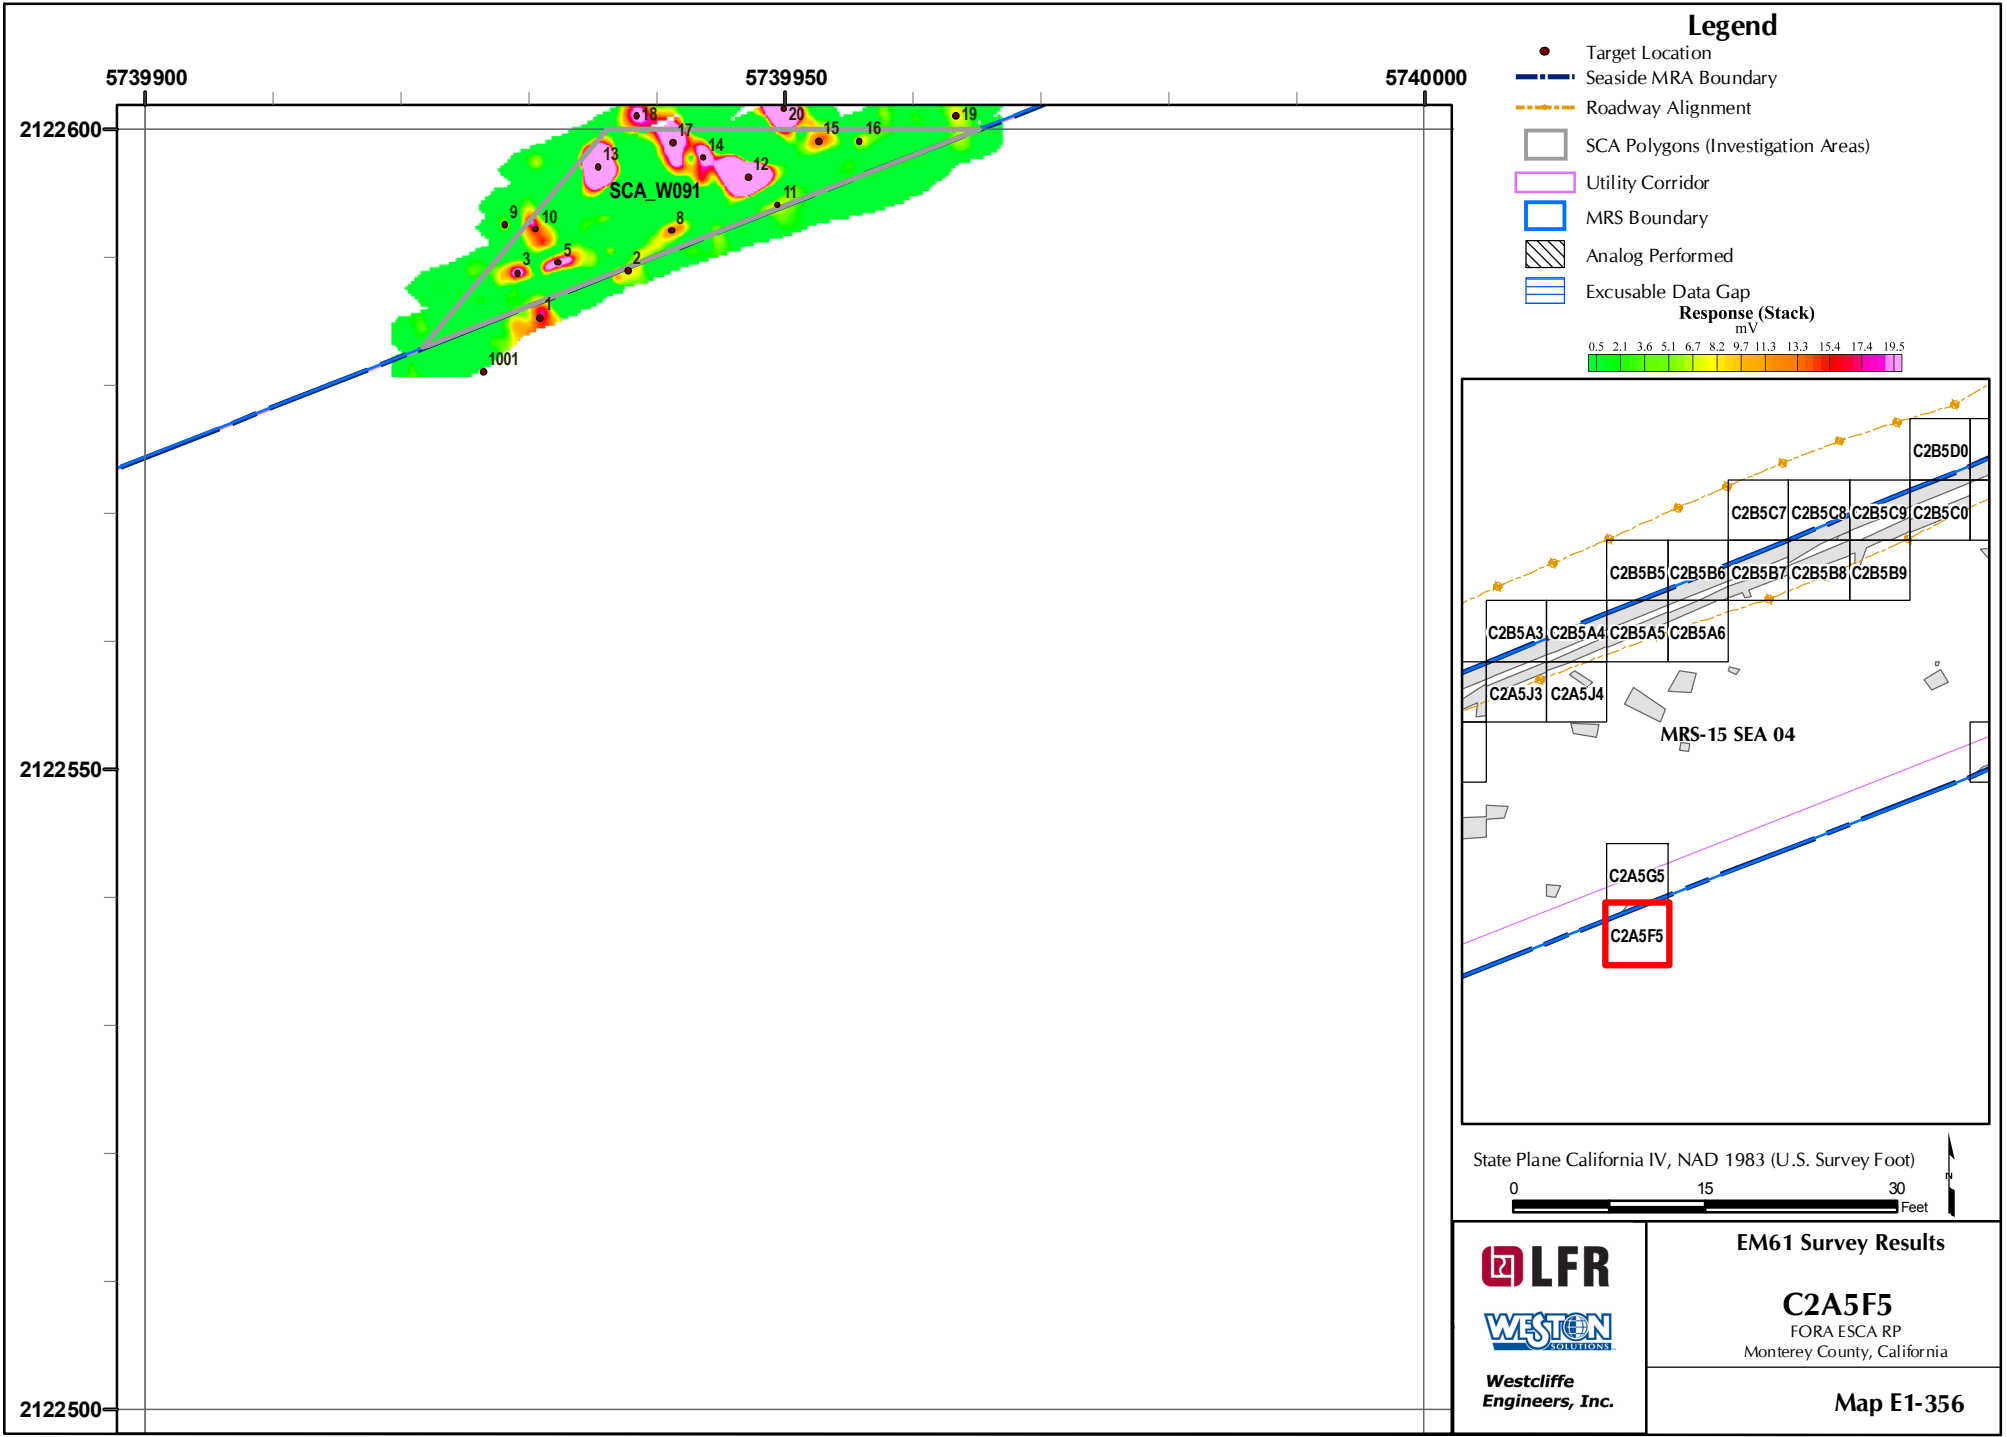 5739900
5739950
5740000
2122600
2122550
2122500
18
20
19
17
15
16
13
14
12
SCA_W091
11
9
10
8
5
3
2
1
1001
Legend
Target Location
Seaside MRA Boundary
Roadway Alignment
SCA Polygons (Investigation Areas)
Utility Corridor
MRS Boundary
Analog Performed
Excusable Data Gap
Response (Stack)
mV
0.5 2.1 3.6 5.1 6.7 8.2 9.7 11.3 13.3 15.4 17.4 19.5
C2B5D0
C2B5C7 C2B5C8 C2B5C9 C2B5C0
C2B5B5 C2B5B6 C2B5B7 C2B5B8 C2B5B9
C2B5A3 C2B5A4 C2B5A5 C2B5A6
C2A5J3 C2A5J4
MRS-15 SEA 04
C2A5G5
C2A5F5
State Plane California IV, NAD 1983 (U.S. Survey Foot)
0 15 30
Feet
N
LFR
WESTON
SOLUTIONS
Westcliffe
Engineers, Inc.
EM61 Survey Results
C2A5F5
FORA ESCA RP
Monterey County, California
Map E1-356